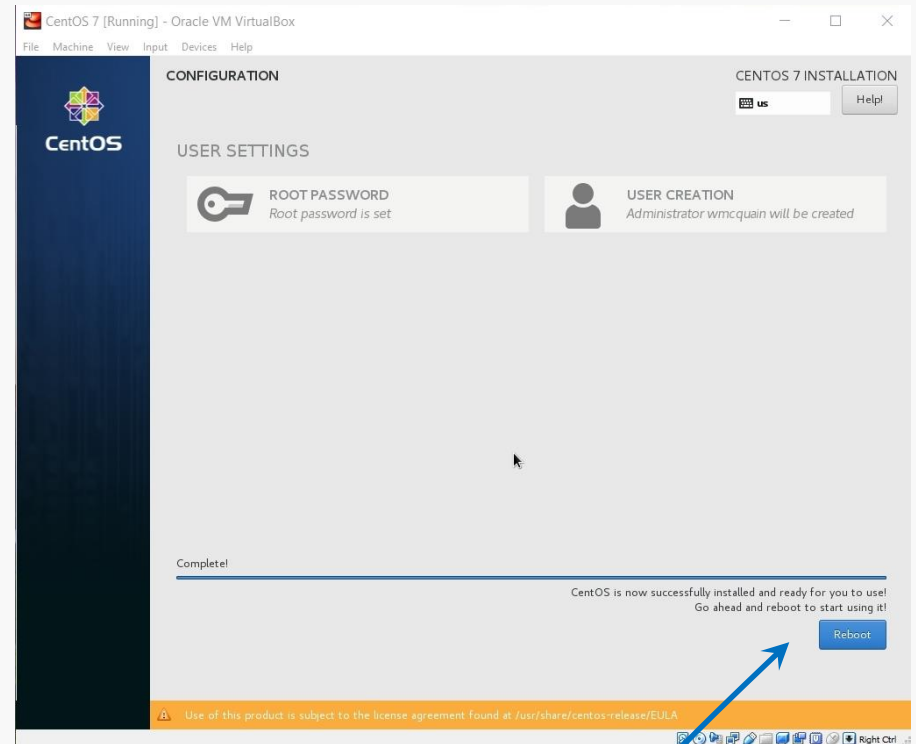 CentOS 7 [Running] - Oracle VM VirtualBox
File Machine View Input Devices Help
CentOS
CONFIGURATION
CENTOS 7 INSTALLATION
us
Help!
USER SETTINGS
ROOT PASSWORD
Root password is set
USER CREATION
Administrator wmcquain will be created
Complete!
CentOS is now successfully installed and ready for you to use!
Go ahead and reboot to start using it!
Reboot
Use of this product is subject to the license agreement found at /usr/share/centos-release/EULA
Right Ctrl